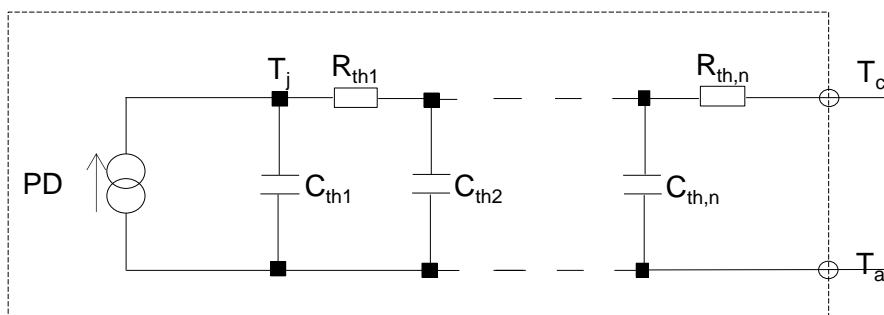 T_j R_th1 R_th,n T_c
PD C_th1 C_th2 C_th,n
T_a